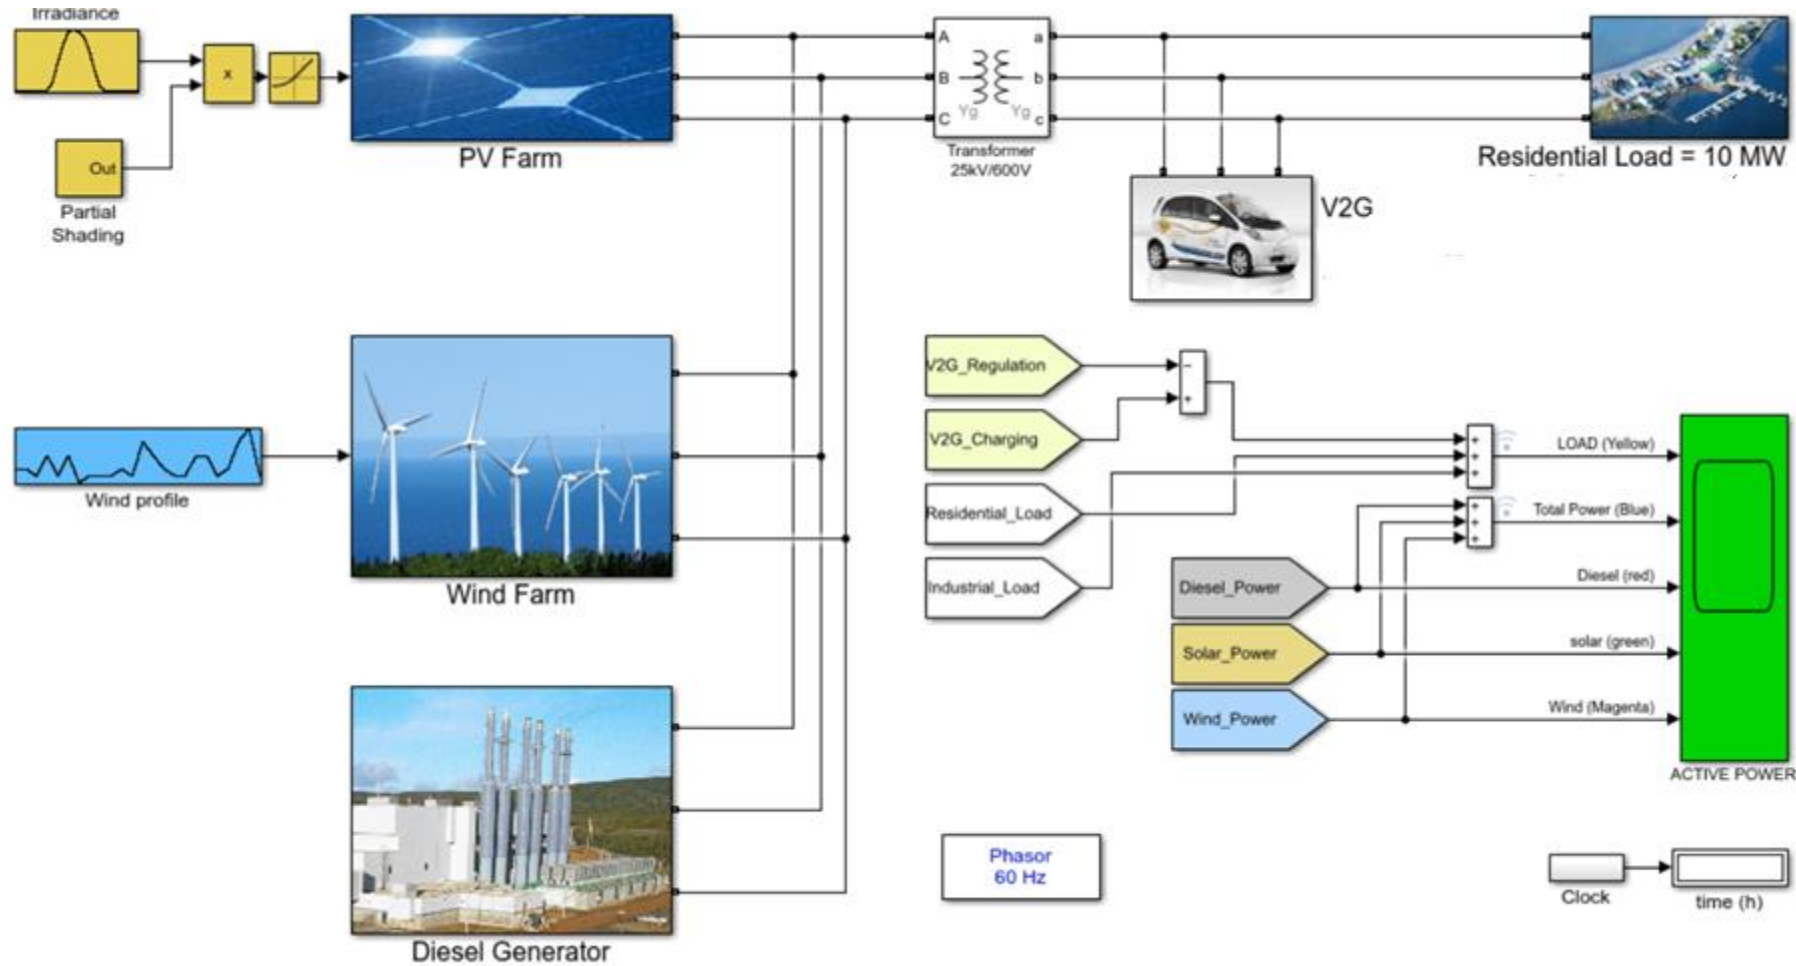 Irradiance
x
Out
Partial
Shading
PV Farm
A
B
C
a
b
c
Yg
Yg
Transformer
25kV/600V
Residential Load = 10 MW
V2G
Wind profile
Wind Farm
V2G_Regulation
V2G_Charging
Residential_Load
Industrial_Load
−
+
+
+
+
+
+
+
LOAD (Yellow)
Total Power (Blue)
Diesel_Power
Diesel (red)
Solar_Power
solar (green)
Wind_Power
Wind (Magenta)
ACTIVE POWER
Diesel Generator
Phasor
60 Hz
Clock
time (h)